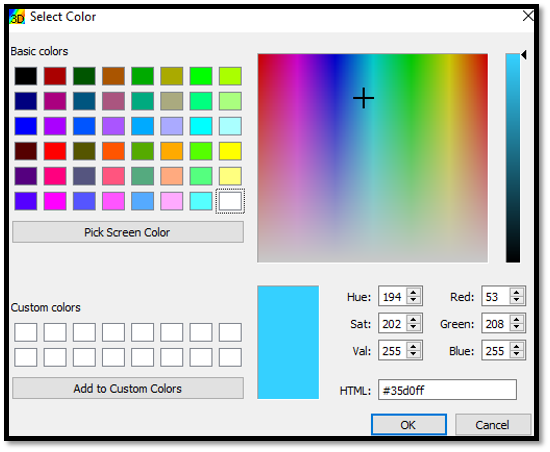 3D Select Color
Basic colors
Pick Screen Color
Custom colors
Add to Custom Colors
Hue: 194 Red: 53
Sat: 202 Green: 208
Val: 255 Blue: 255
HTML: #35d0ff
OK Cancel